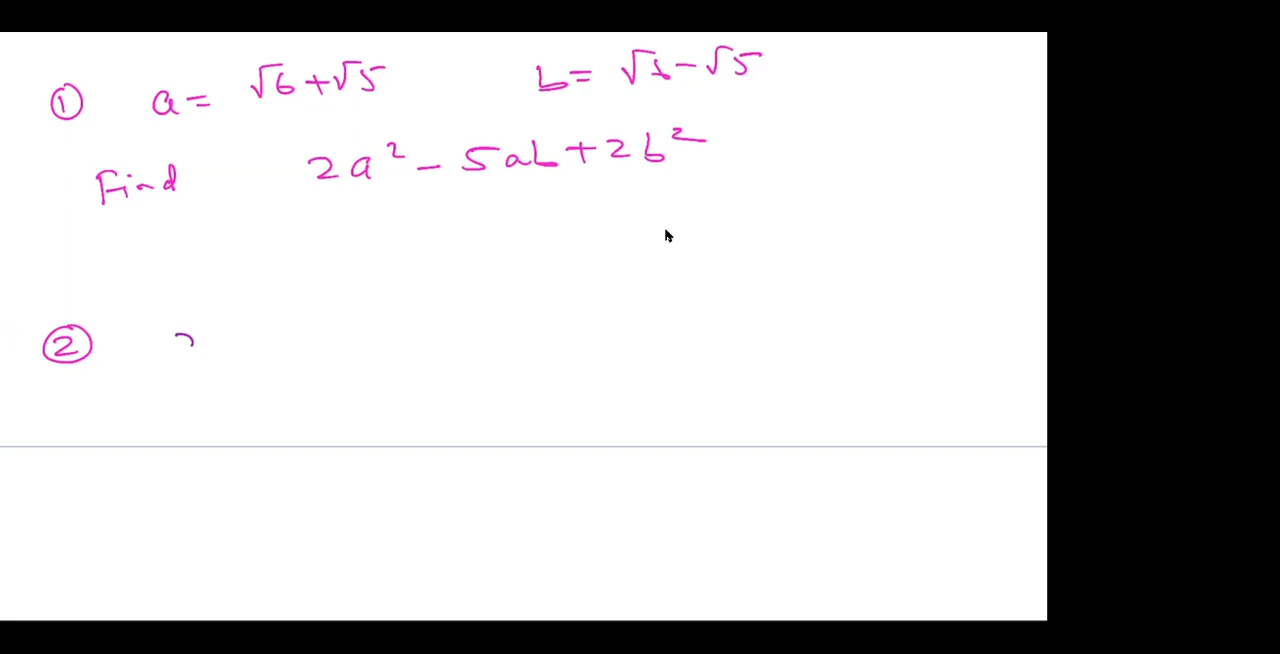 ① a = √6+√5 b = √6-√5
Find 2a² - 5ab + 2b²
②